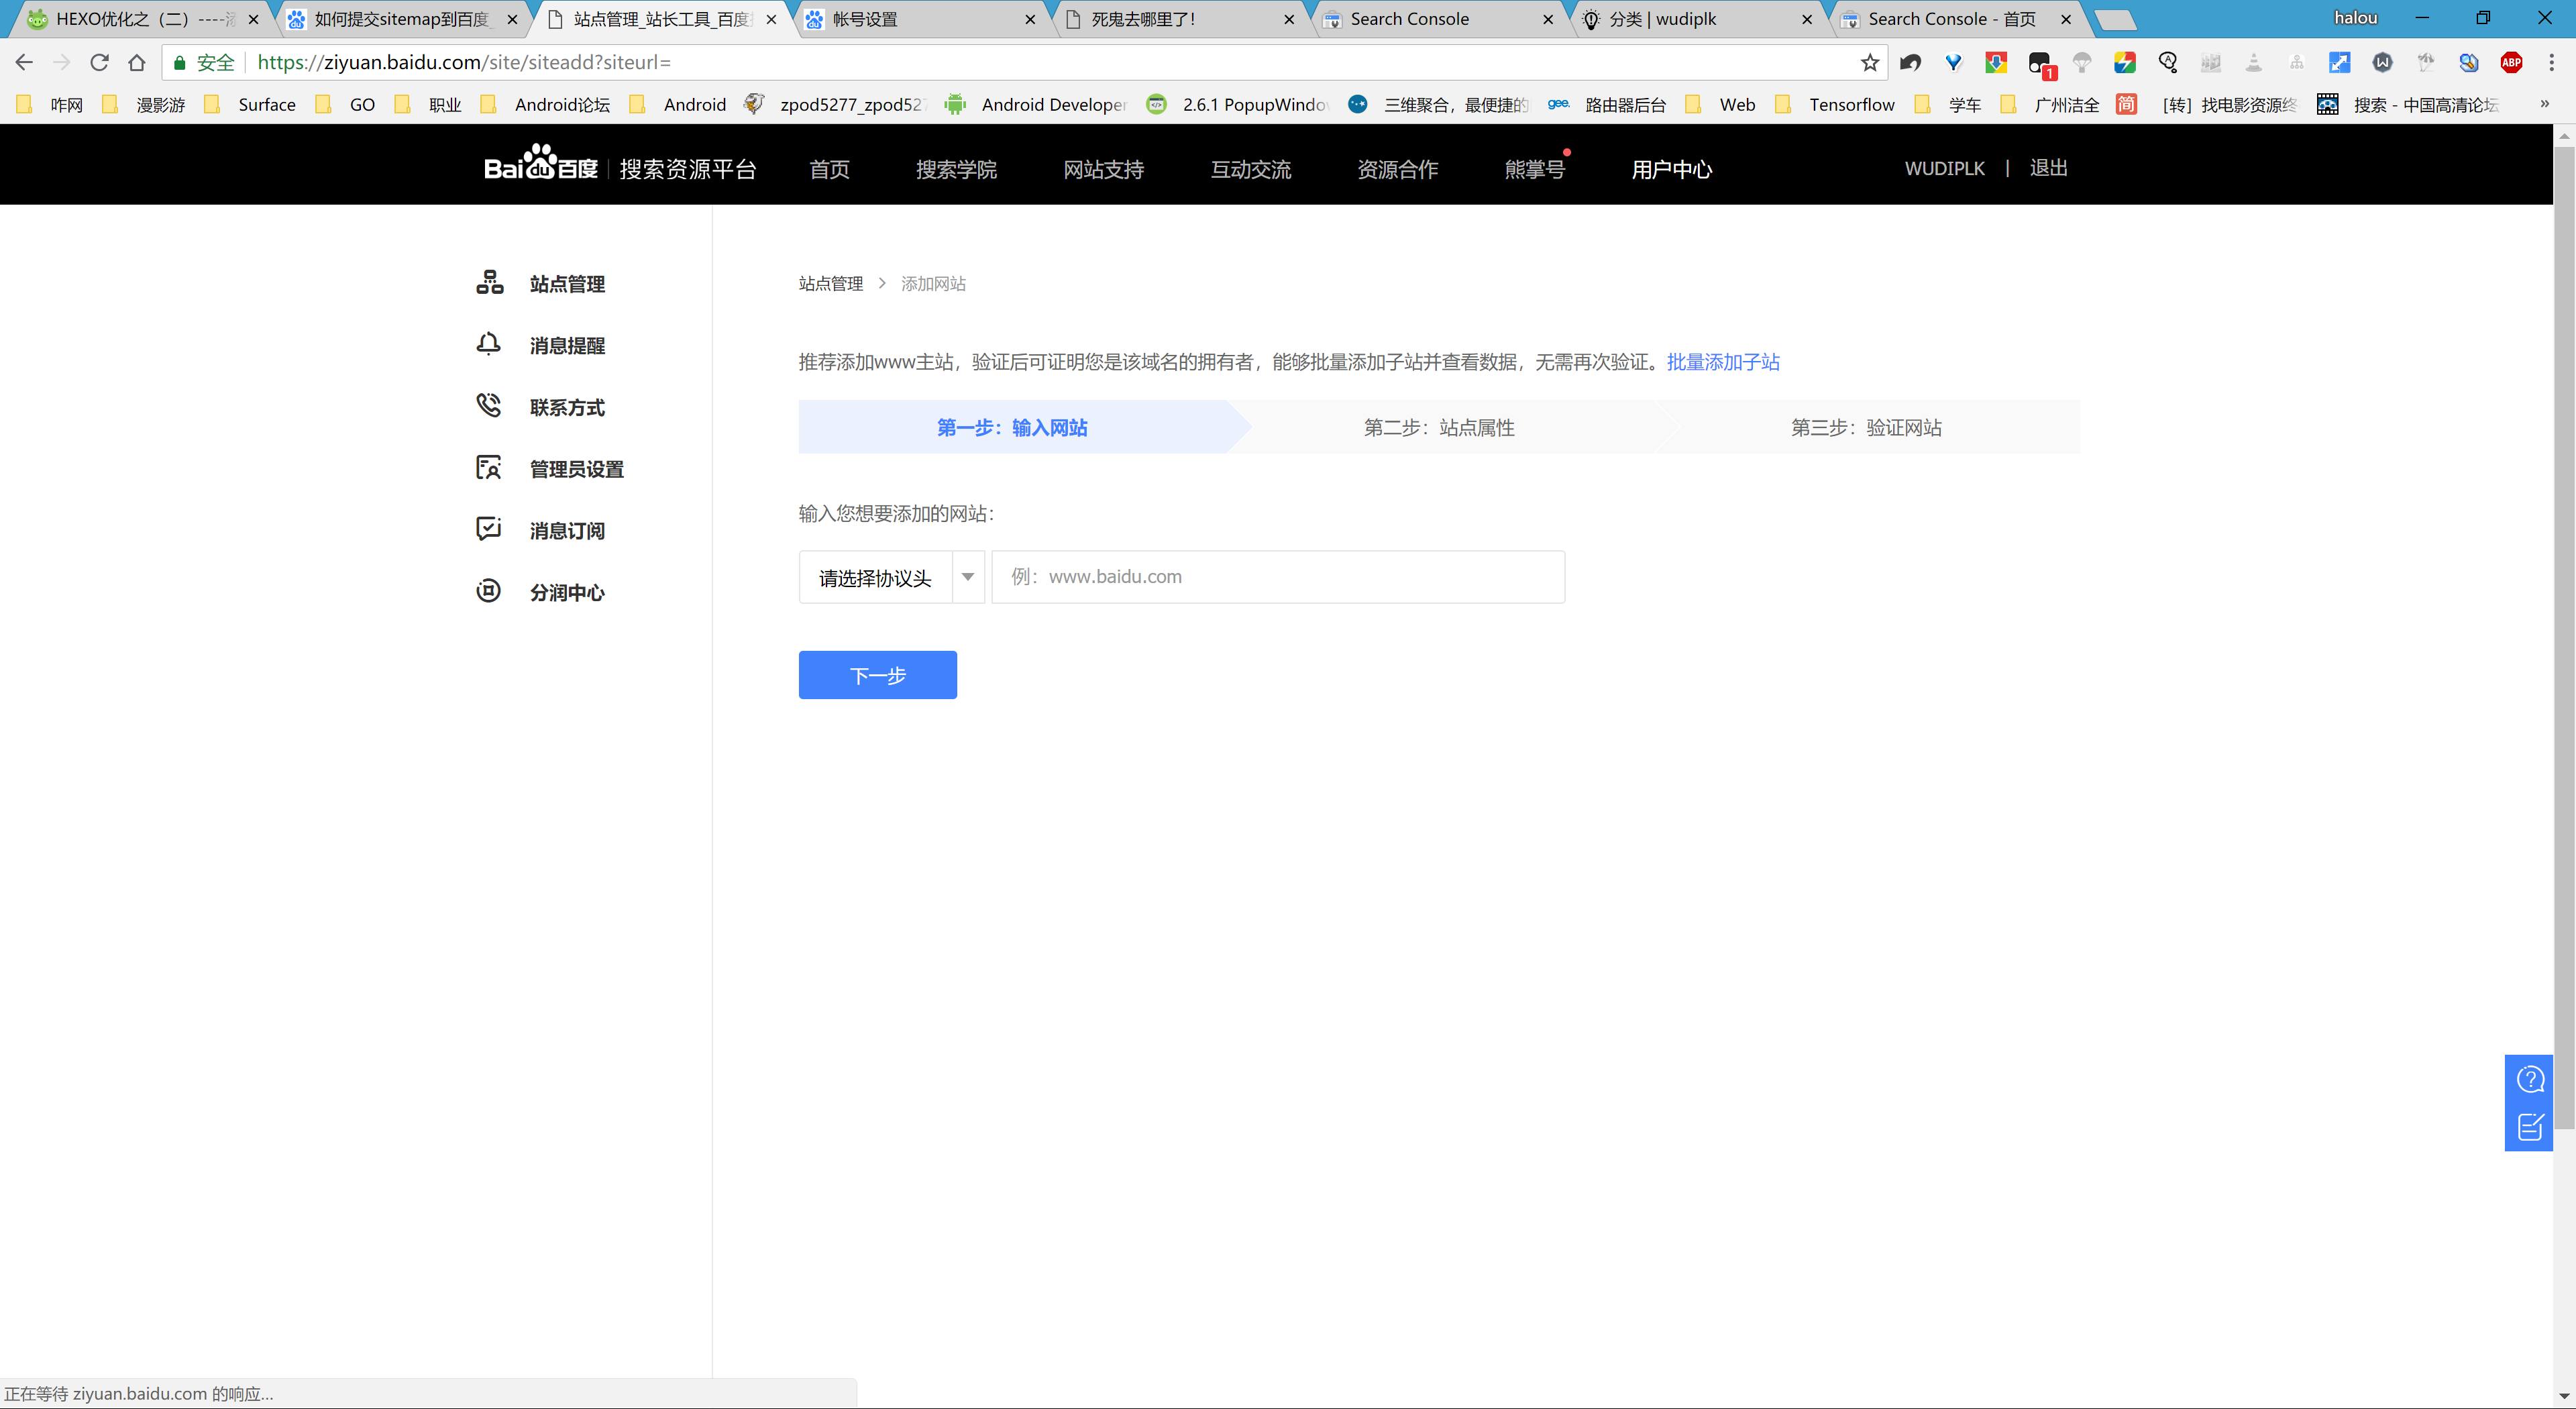 HEXO优化之（二）----添
如何提交sitemap到百度_
站点管理_站长工具_百度
帐号设置
死鬼去哪里了！
Search Console
分类 | wudiplk
Search Console - 首页
halou
安全
https://ziyuan.baidu.com/site/siteadd?siteurl=
1
ABP
咋网
漫影游
Surface
GO
职业
Android论坛
Android
zpod5277_zpod527
Android Developer
2.6.1 PopupWindo
三维聚合，最便捷的
gee.
路由器后台
Web
Tensorflow
学车
广州洁全
简
[转] 找电影资源终
搜索 - 中国高清论坛
»
Bai du 百度 | 搜索资源平台
首页
搜索学院
网站支持
互动交流
资源合作
熊掌号
用户中心
WUDIPLK | 退出
站点管理
消息提醒
联系方式
管理员设置
消息订阅
分润中心
站点管理 > 添加网站
推荐添加www主站，验证后可证明您是该域名的拥有者，能够批量添加子站并查看数据，无需再次验证。批量添加子站
第一步：输入网站
第二步：站点属性
第三步：验证网站
输入您想要添加的网站：
请选择协议头
例：www.baidu.com
下一步
正在等待 ziyuan.baidu.com 的响应...